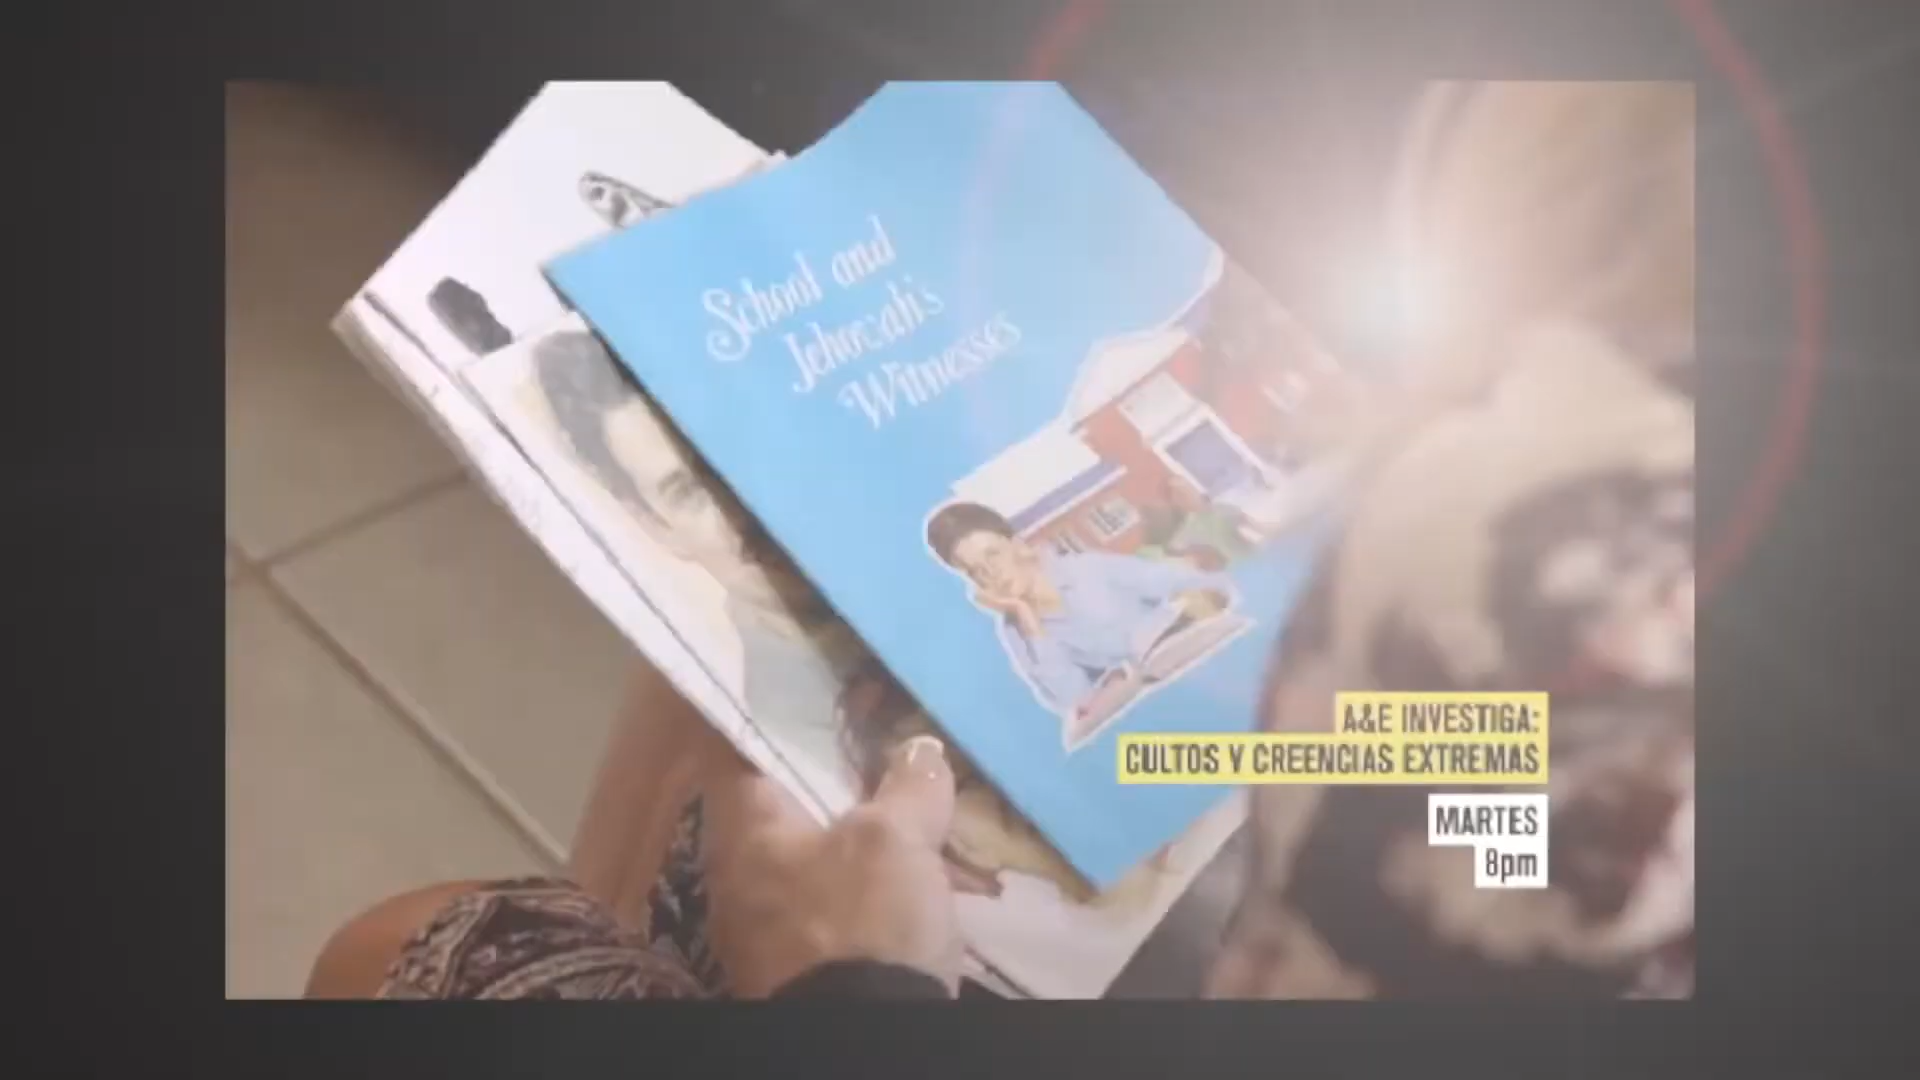 School and
Jehovah's
Witnesses
A&E INVESTIGA:
CULTOS Y CREENCIAS EXTREMAS
MARTES
8pm